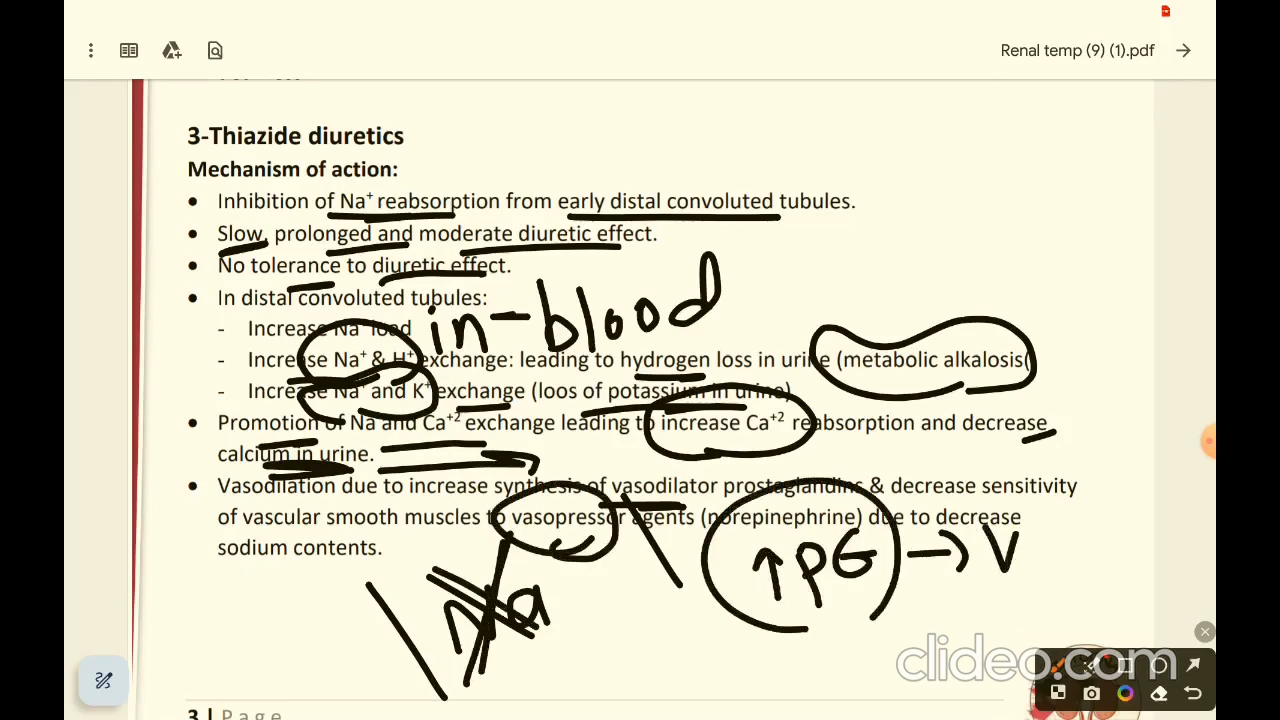 Renal temp (9) (1).pdf
3-Thiazide diuretics
Mechanism of action:
• Inhibition of Na+ reabsorption from early distal convoluted tubules.
• Slow, prolonged and moderate diuretic effect.
• No tolerance to diuretic effect.
• In distal convoluted tubules:
in-blood
- Increase Na+ load
- Increase Na+ & H+ exchange: leading to hydrogen loss in urine (metabolic alkalosis(
- Increase Na+ and K+ exchange (loos of potassium in urine)
• Promotion of Na and Ca+2 exchange leading to increase Ca+2 reabsorption and decrease
calcium in urine.
• Vasodilation due to increase synthesis of vasodilator prostaglandins & decrease sensitivity
of vascular smooth muscles to vasopressor agents (norepinephrine) due to decrease
sodium contents.
↑ PG → V
Na
clideo.com
3 | Page